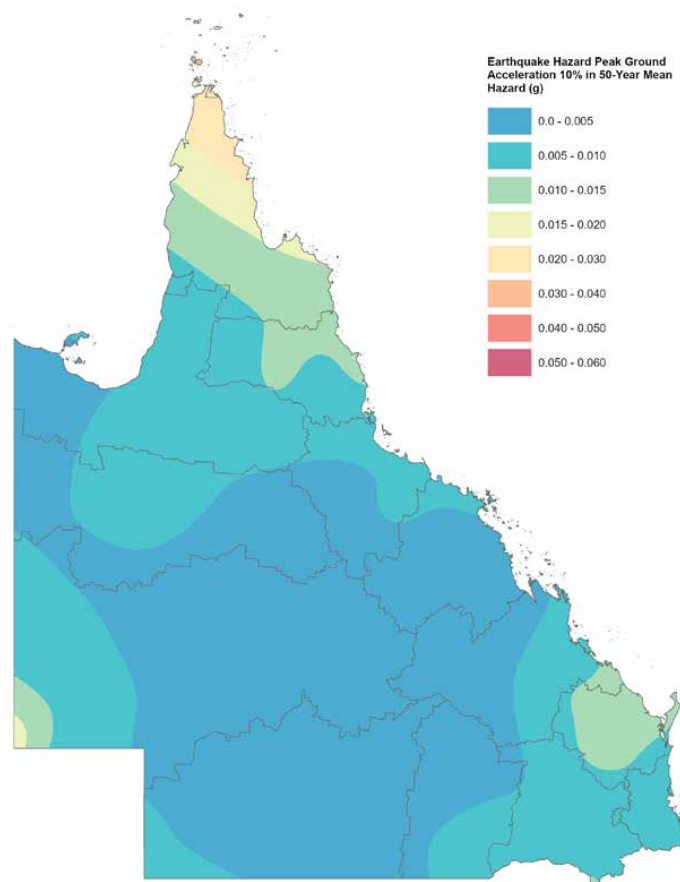 Earthquake Hazard Peak Ground
Acceleration 10% in 50-Year Mean
Hazard (g)
0.0 - 0.005
0.005 - 0.010
0.010 - 0.015
0.015 - 0.020
0.020 - 0.030
0.030 - 0.040
0.040 - 0.050
0.050 - 0.060